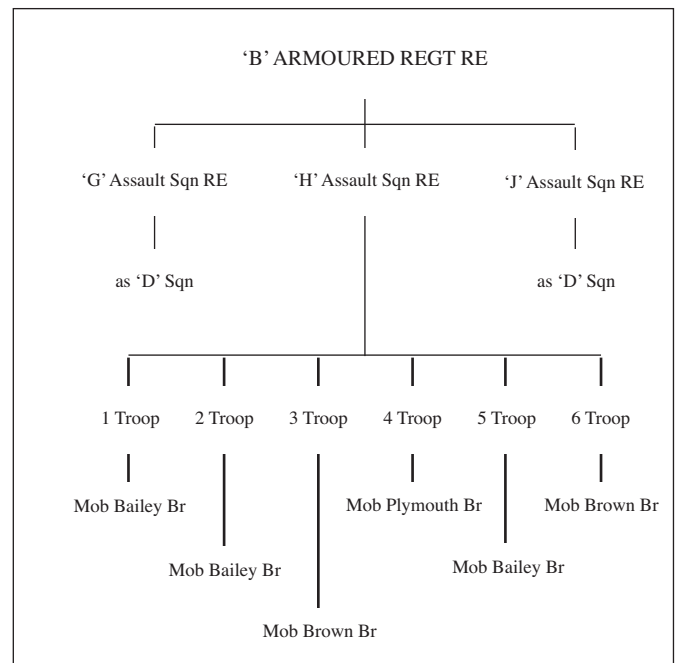 ‘B’ ARMOURED REGT RE
‘G’ Assault Sqn RE ‘H’ Assault Sqn RE ‘J’ Assault Sqn RE
as ‘D’ Sqn as ‘D’ Sqn
1 Troop 2 Troop 3 Troop 4 Troop 5 Troop 6 Troop
Mob Bailey Br Mob Plymouth Br Mob Brown Br
Mob Bailey Br Mob Bailey Br
Mob Brown Br